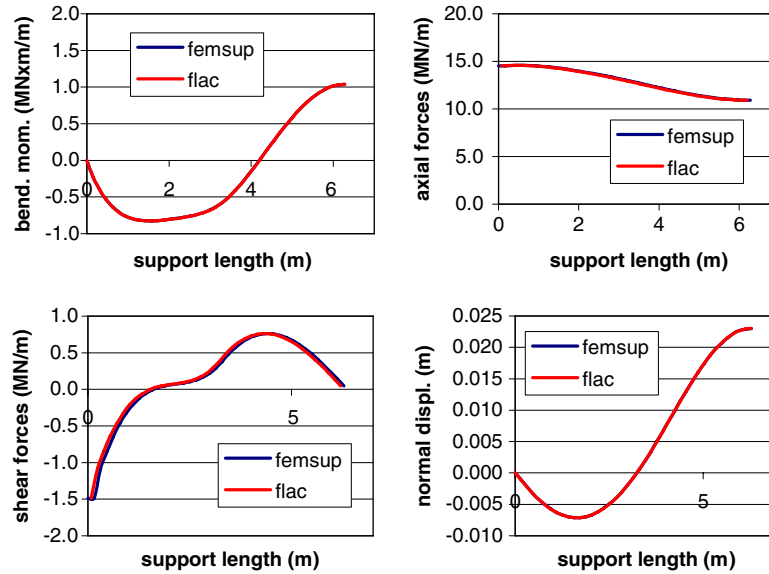 bend. mom. (MNxm/m)
2.0
1.5
1.0
0.5
0.0
-0.5
-1.0
0 2 4 6
femsup
flac
support length (m)
axial forces (MN/m)
20.0
15.0
10.0
5.0
0.0
0 2 4 6
femsup
flac
support length (m)
shear forces (MN/m)
1.0
0.5
0.0
-0.5
-1.0
-1.5
-2.0
0 5
femsup
flac
support length (m)
normal displ. (m)
0.025
0.020
0.015
0.010
0.005
0.000
-0.005
-0.010
0 5
femsup
flac
support length (m)